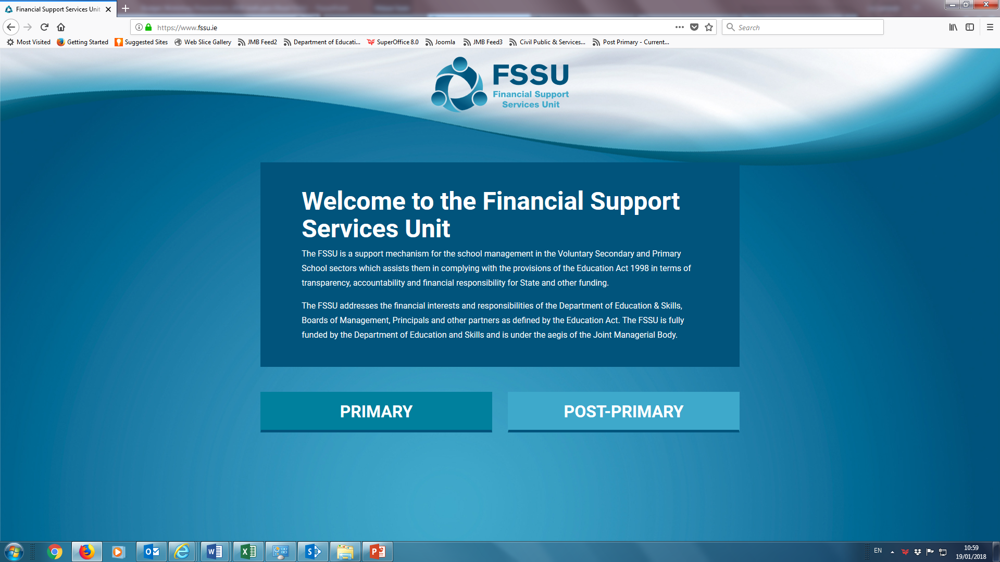 Financial Support Services Unit
https://www.fssu.ie
Search
Most Visited
Getting Started
Suggested Sites
Web Slice Gallery
JMB Feed2
Department of Educati...
SuperOffice 8.0
Joomla
JMB Feed3
Civil Public & Services...
Post Primary - Current...
FSSU
Financial Support
Services Unit
Welcome to the Financial Support
Services Unit
The FSSU is a support mechanism for the school management in the Voluntary Secondary and Primary
School sectors which assists them in complying with the provisions of the Education Act 1998 in terms of
transparency, accountability and financial responsibility for State and other funding.
The FSSU addresses the financial interests and responsibilities of the Department of Education & Skills,
Boards of Management, Principals and other partners as defined by the Education Act. The FSSU is fully
funded by the Department of Education and Skills and is under the aegis of the Joint Managerial Body.
PRIMARY
POST-PRIMARY
EN
10:59
19/01/2018